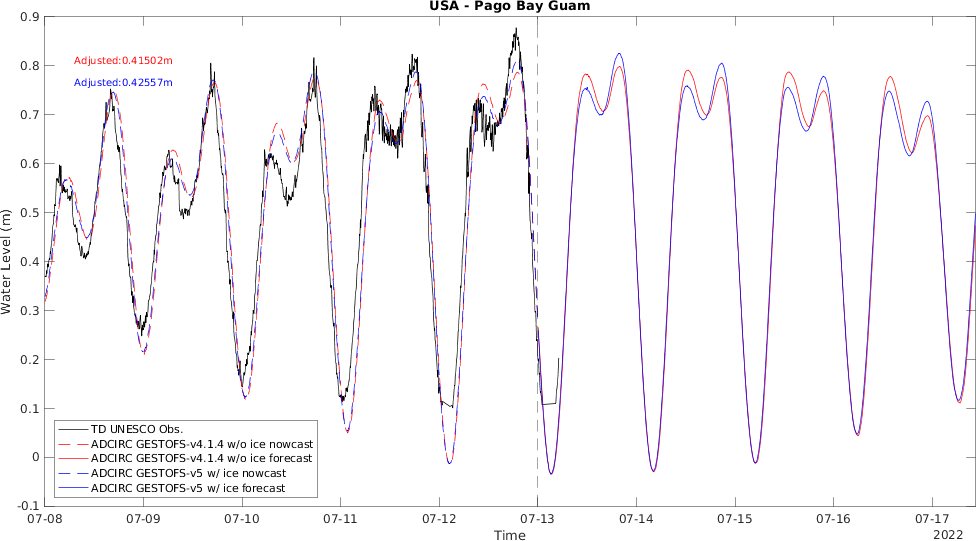 USA - Pago Bay Guam
0.9
0.8
0.7
0.6
0.5
0.4
0.3
0.2
0.1
0
-0.1
Water Level (m)
Adjusted:0.41502m
Adjusted:0.42557m
TD UNESCO Obs.
ADCIRC GESTOFS-v4.1.4 w/o ice nowcast
ADCIRC GESTOFS-v4.1.4 w/o ice forecast
ADCIRC GESTOFS-v5 w/ ice nowcast
ADCIRC GESTOFS-v5 w/ ice forecast
07-08 07-09 07-10 07-11 07-12 07-13 07-14 07-15 07-16 07-17
Time
2022